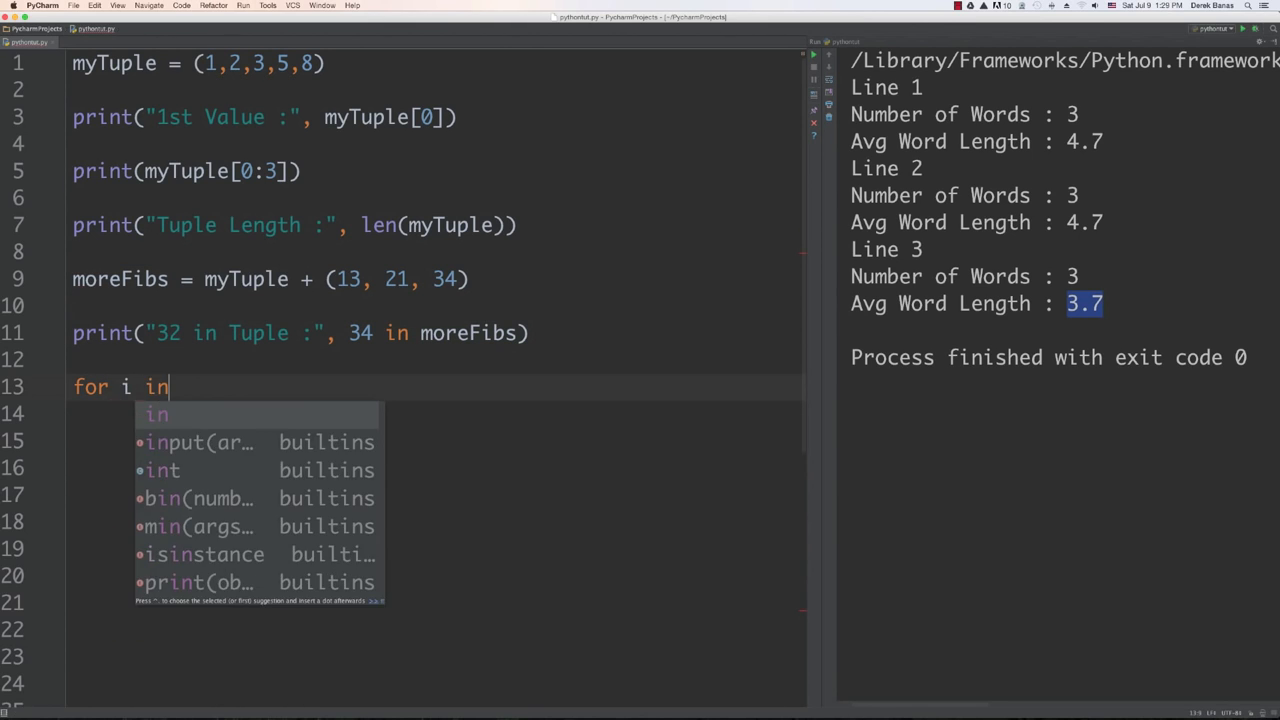 PyCharm File Edit View Navigate Code Refactor Run Tools VCS Window Help 10 Sat Jul 9 1:29 PM Derek Banas
pythontut.py - PycharmProjects - [~/PycharmProjects]
PycharmProjects pythontut.py pythontut
pythontut.py Run pythontut
1 myTuple = (1,2,3,5,8)
2
3 print("1st Value :", myTuple[0])
4
5 print(myTuple[0:3])
6
7 print("Tuple Length :", len(myTuple))
8
9 moreFibs = myTuple + (13, 21, 34)
10
11 print("32 in Tuple :", 34 in moreFibs)
12
13 for i in
14
15
16
17
18
19
20
21
22
23
24
in
input(ar… builtins
int builtins
bin(numb… builtins
min(args… builtins
isinstance builti…
print(ob… builtins
Press ^. to choose the selected (or first) suggestion and insert a dot afterwards >>
/Library/Frameworks/Python.framework
Line 1
Number of Words : 3
Avg Word Length : 4.7
Line 2
Number of Words : 3
Avg Word Length : 4.7
Line 3
Number of Words : 3
Avg Word Length : 3.7
Process finished with exit code 0
13:9 LF≠ UTF-8≠